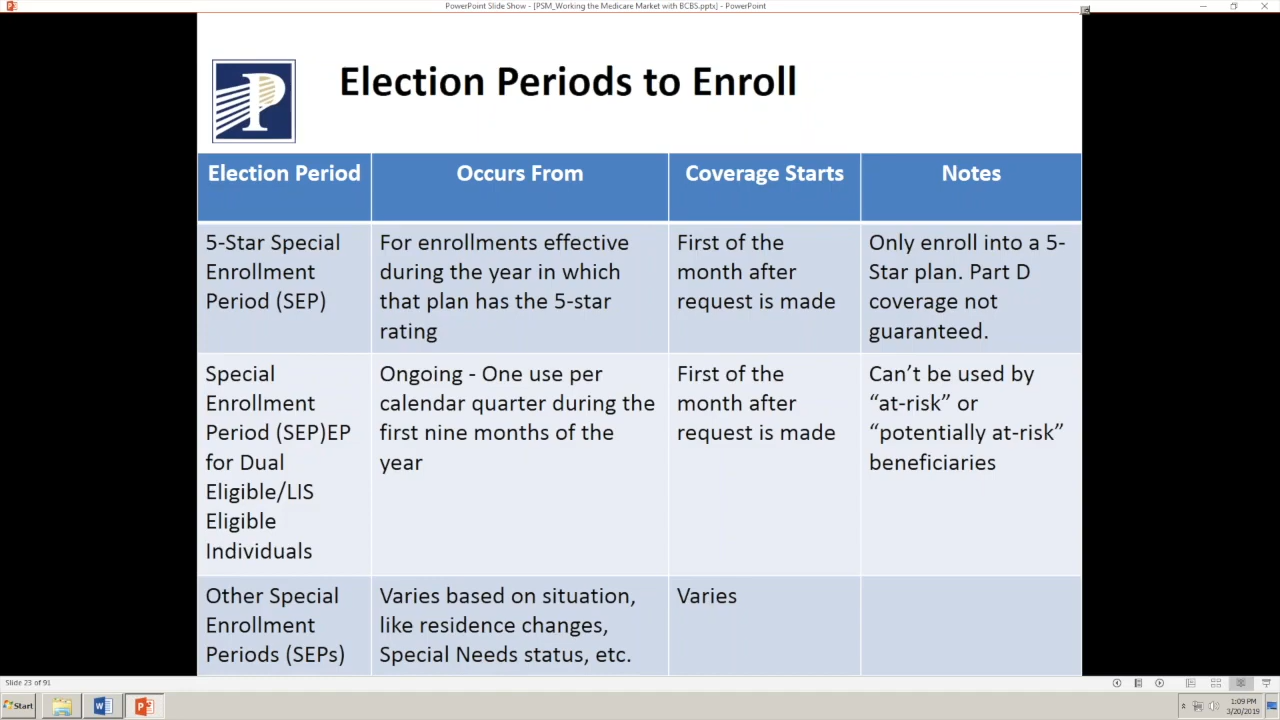 PowerPoint Slide Show - [PSM_Working the Medicare Market with BCBS.pptx] - PowerPoint
P
Election Periods to Enroll
Election Period
Occurs From
Coverage Starts
Notes
5-Star Special
Enrollment
Period (SEP)
For enrollments effective
during the year in which
that plan has the 5-star
rating
First of the
month after
request is made
Only enroll into a 5-
Star plan. Part D
coverage not
guaranteed.
Special
Enrollment
Period (SEP)EP
for Dual
Eligible/LIS
Eligible
Individuals
Ongoing - One use per
calendar quarter during the
first nine months of the
year
First of the
month after
request is made
Can’t be used by
“at-risk” or
“potentially at-risk”
beneficiaries
Other Special
Enrollment
Periods (SEPs)
Varies based on situation,
like residence changes,
Special Needs status, etc.
Varies
Slide 23 of 91
Start
1:09 PM
3/20/2019